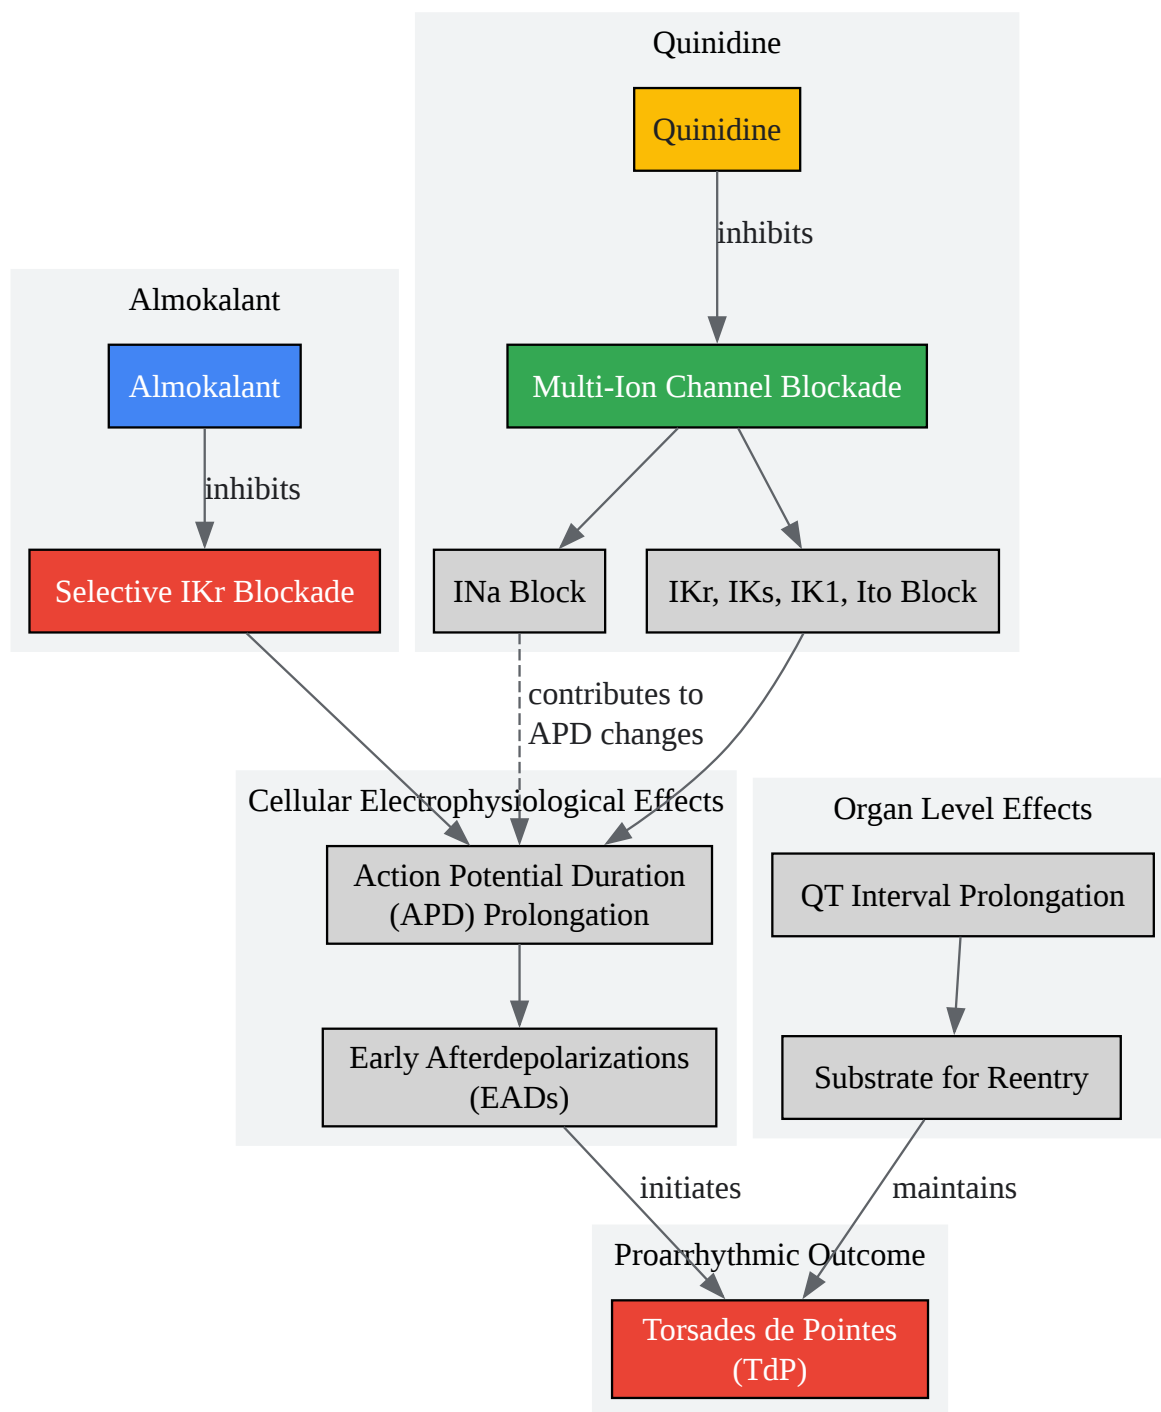 Quinidine
Quinidine
inhibits
Almokalant
Almokalant
Multi-Ion Channel Blockade
inhibits
Selective IKr Blockade
INa Block
IKr, IKs, IK1, Ito Block
contributes to
APD changes
Cellular Electrophysiological Effects
Organ Level Effects
Action Potential Duration
(APD) Prolongation
QT Interval Prolongation
Early Afterdepolarizations
(EADs)
Substrate for Reentry
initiates
maintains
Proarrhythmic Outcome
Torsades de Pointes
(TdP)